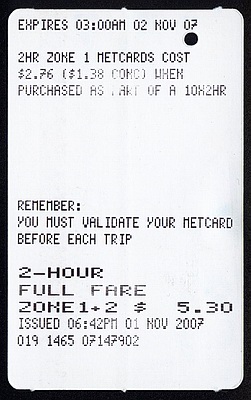 EXPIRES 03:00AM 02 NOV 07
2HR ZONE 1 METCARDS COST
$2.76 ($1.38 CONC) WHEN
PURCHASED AS PART OF A 10X2HR
REMEMBER:
YOU MUST VALIDATE YOUR METCARD
BEFORE EACH TRIP
2-HOUR
FULL FARE
ZONE1+2 $ 5.30
ISSUED 06:42PM 01 NOV 2007
019 1465 07147902